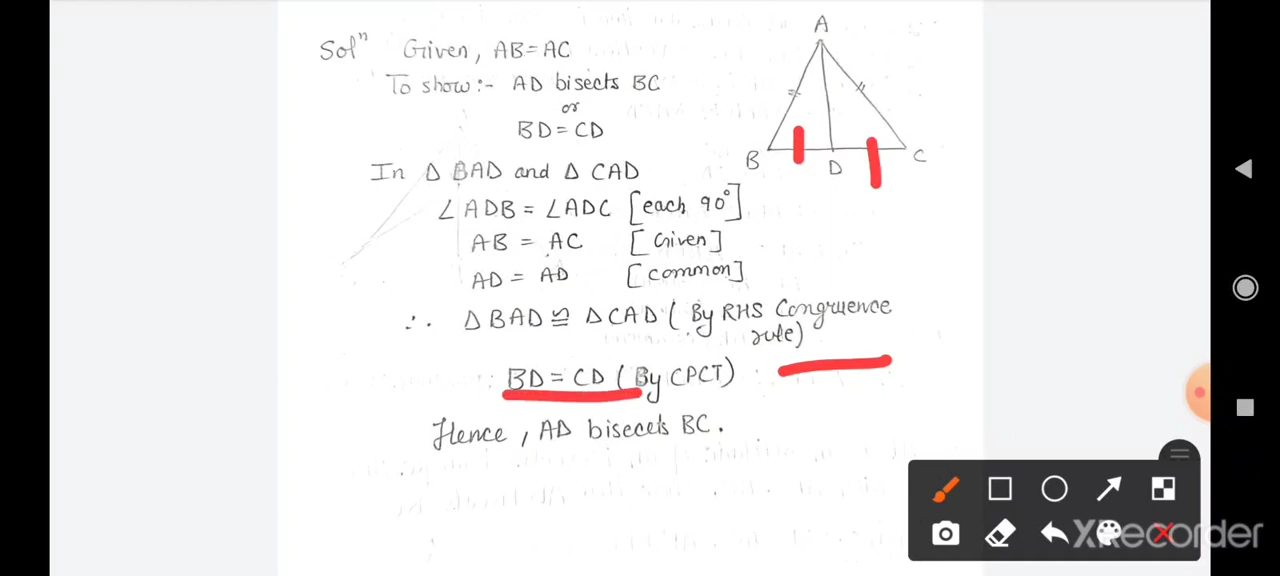 Solⁿ Given, AB = AC
To show :- AD bisects BC
or
BD = CD
In Δ BAD and Δ CAD
∠ADB = ∠ADC [each 90°]
AB = AC [Given]
AD = AD [common]
∴ ΔBAD ≅ ΔCAD (By RHS Congruence
rule)
BD = CD (By CPCT)
Hence, AD bisects BC.
A
B
D
C
XRecorder